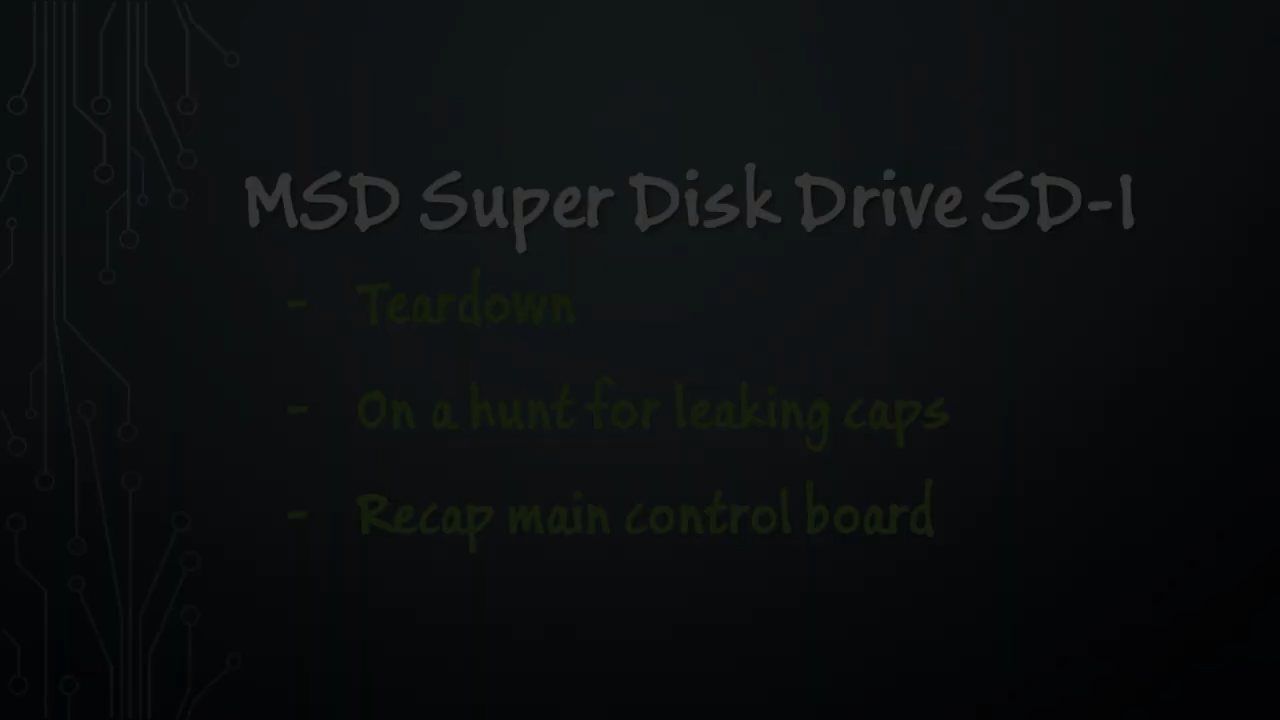 MSD Super Disk Drive SD-1
- Teardown
- On a hunt for leaking caps
- Recap main control board